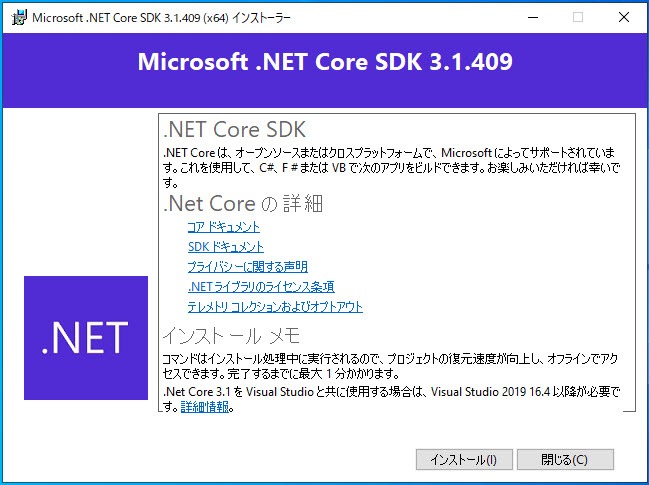 Microsoft .NET Core SDK 3.1.409 (x64) インストーラー
Microsoft .NET Core SDK 3.1.409
.NET Core SDK
.NET Coreは、オープンソースまたはクロスプラットフォームで、Microsoftによってサポートされていま
す。これを使用して、C#、F # または VB で次のアプリをビルドできます。お楽しみいただければ幸いで
す。
.Net Core の詳細
コア ドキュメント
SDK ドキュメント
プライバシーに関する声明
.NET ライブラリのライセンス条項
テレメトリ コレクションおよびオプトアウト
.NET
インストール メモ
コマンドはインストール処理中に実行されるので、プロジェクトの復元速度が向上し、オフラインでアク
セスできます。完了するまでに最大 1 分かかります。
.Net Core 3.1 を Visual Studio と共に使用する場合は、Visual Studio 2019 16.4 以降が必要で
す。詳細情報。
インストール(I)
閉じる(C)